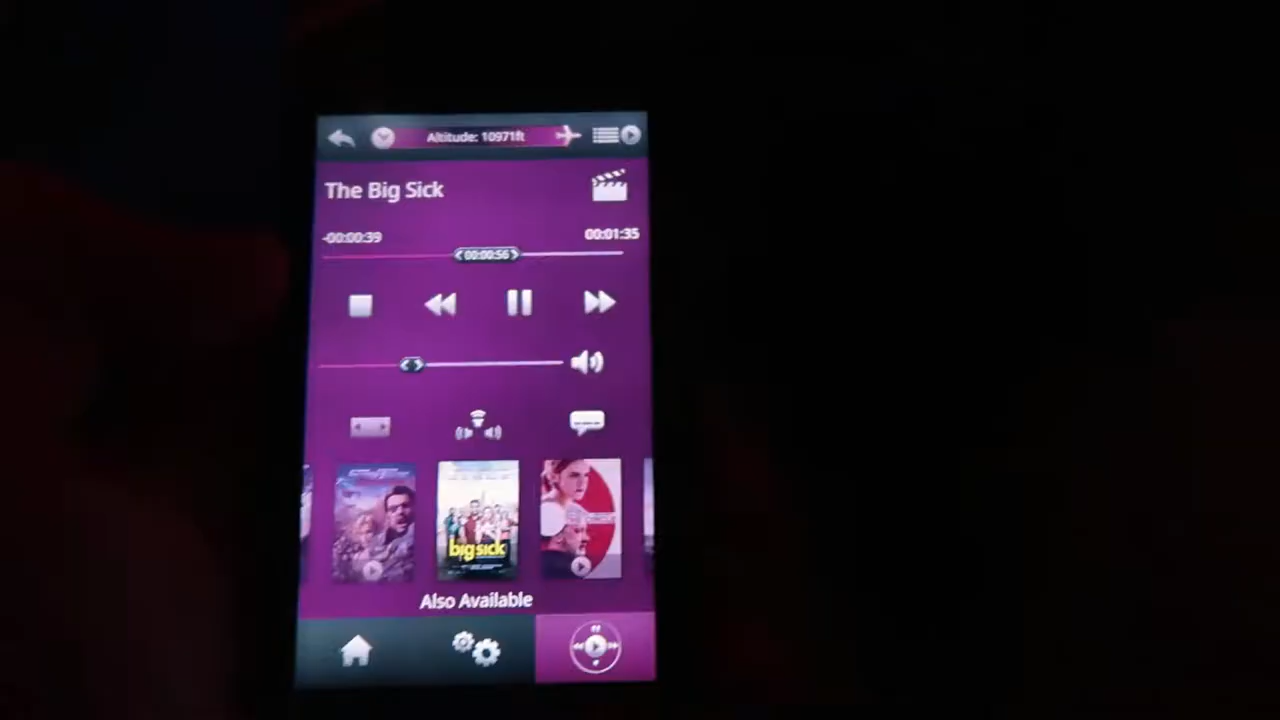 Altitude: 10971ft
The Big Sick
-00:00:39
00:01:35
00:00:56
big sick
Also Available